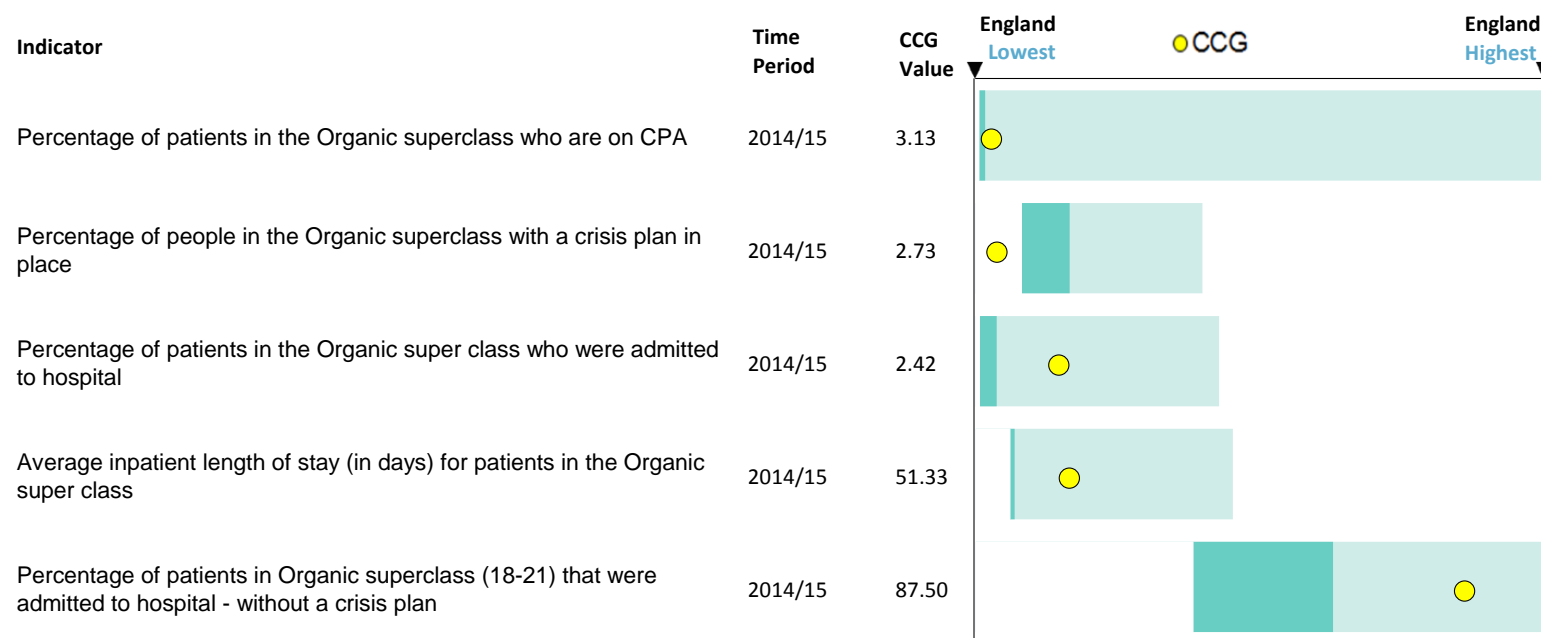 Indicator
Time
Period
CCG
Value
England
Lowest
CCG
England
Highest
Percentage of patients in the Organic superclass who are on CPA
2014/15
3.13
Percentage of people in the Organic superclass with a crisis plan in
place
2014/15
2.73
Percentage of patients in the Organic super class who were admitted
to hospital
2014/15
2.42
Average inpatient length of stay (in days) for patients in the Organic
super class
2014/15
51.33
Percentage of patients in Organic superclass (18-21) that were
admitted to hospital - without a crisis plan
2014/15
87.50